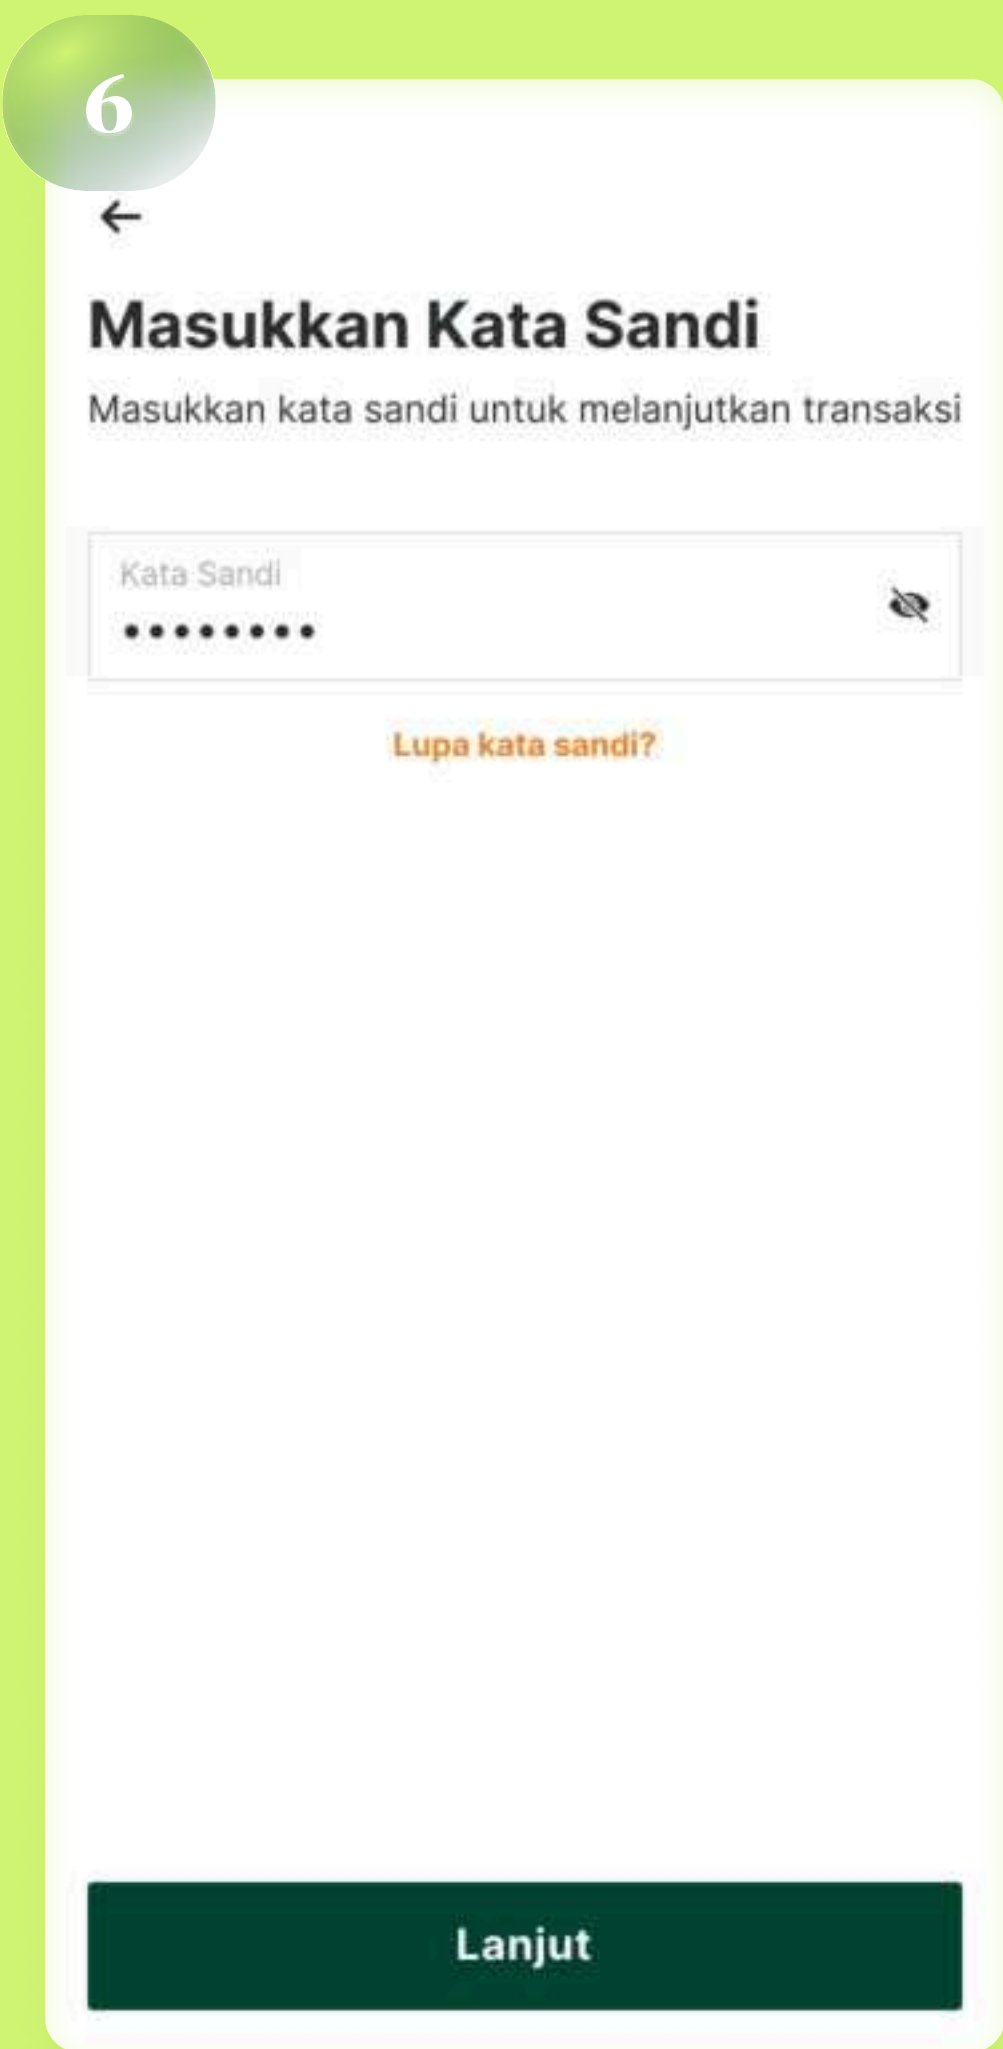 6
Masukkan Kata Sandi
Masukkan kata sandi untuk melanjutkan transaksi
Kata Sandi
••••••••
Lupa kata sandi?
Lanjut